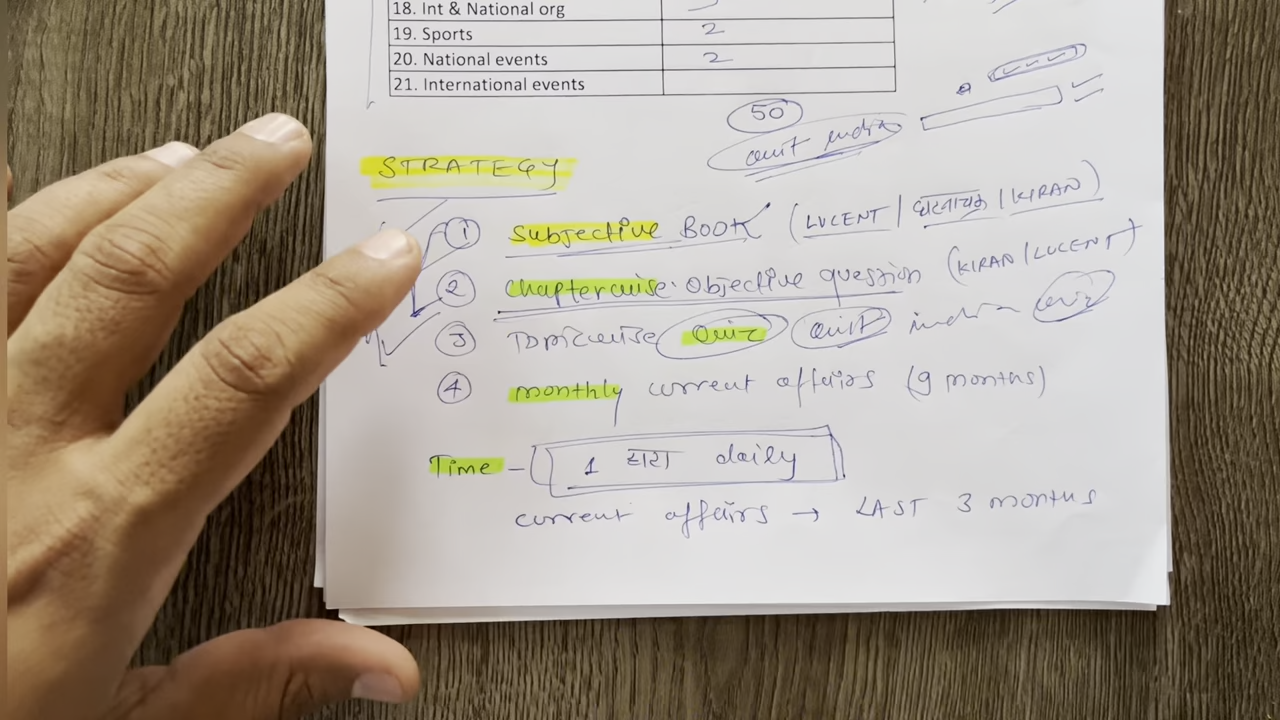 18. Int & National org
19. Sports 2
20. National events 2
21. International events
50
Quit india
STRATEGY
1 Subjective BOOK (LUCENT / घटनाचक्र / KIRAN)
2 Chapterwise Objective question (KIRAN / LUCENT)
3 Topicwise Quiz Quit india Quiz
4 monthly current affairs (9 months)
Time - 1 घंटा daily
current affairs → LAST 3 months